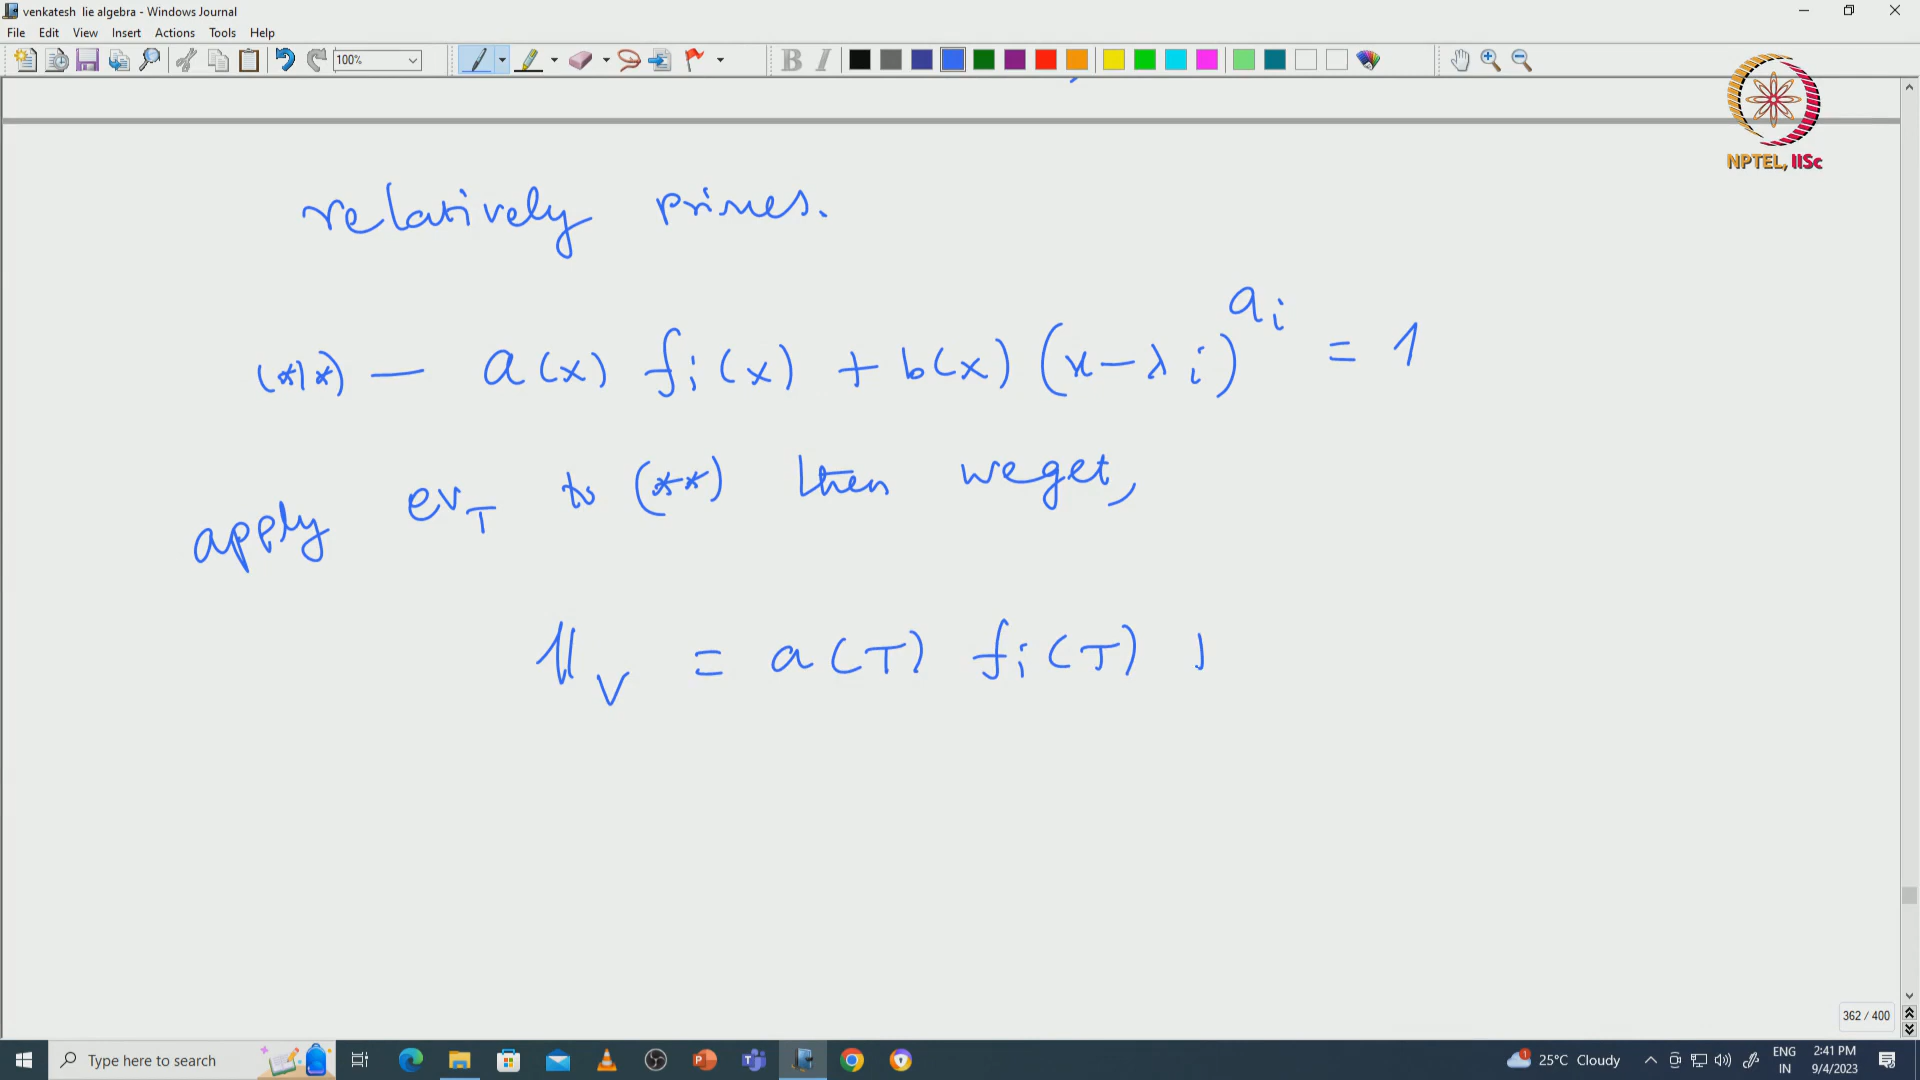 venkatesh lie algebra - Windows Journal
File Edit View Insert Actions Tools Help
100%
B I
NPTEL, IISc
relatively primes.
(**) — a(x) fᵢ(x) + b(x) (x-λᵢ)^{aᵢ} = 1
apply ev_T to (**) then we get,
𝟙_V = a(T) fᵢ(T)
362 / 400
Type here to search
25°C Cloudy
ENG
IN
2:41 PM
9/4/2023